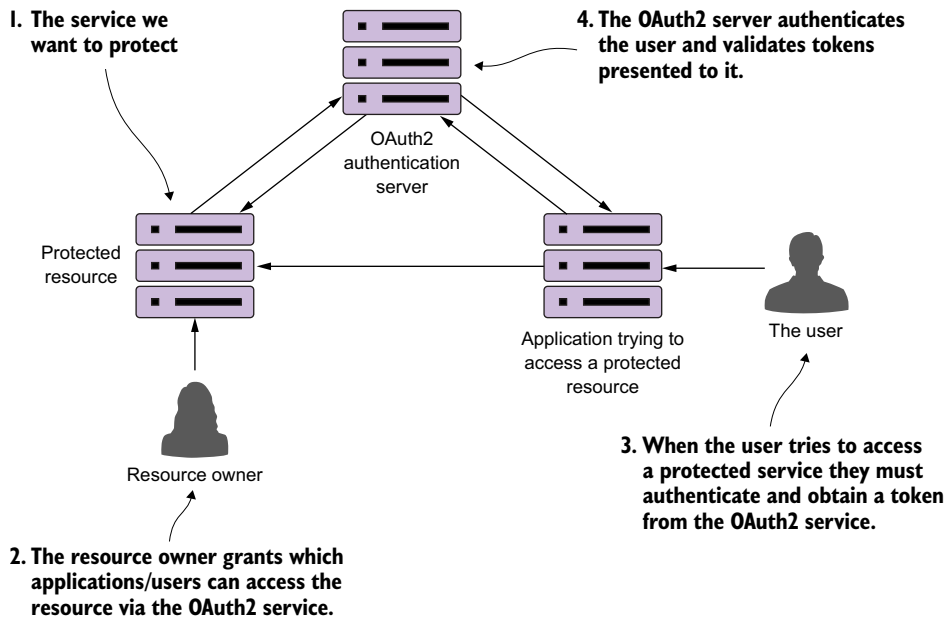 1. The service we
want to protect
4. The OAuth2 server authenticates
the user and validates tokens
presented to it.
OAuth2
authentication
server
Protected
resource
Application trying to
access a protected
resource
The user
Resource owner
3. When the user tries to access
a protected service they must
authenticate and obtain a token
from the OAuth2 service.
2. The resource owner grants which
applications/users can access the
resource via the OAuth2 service.